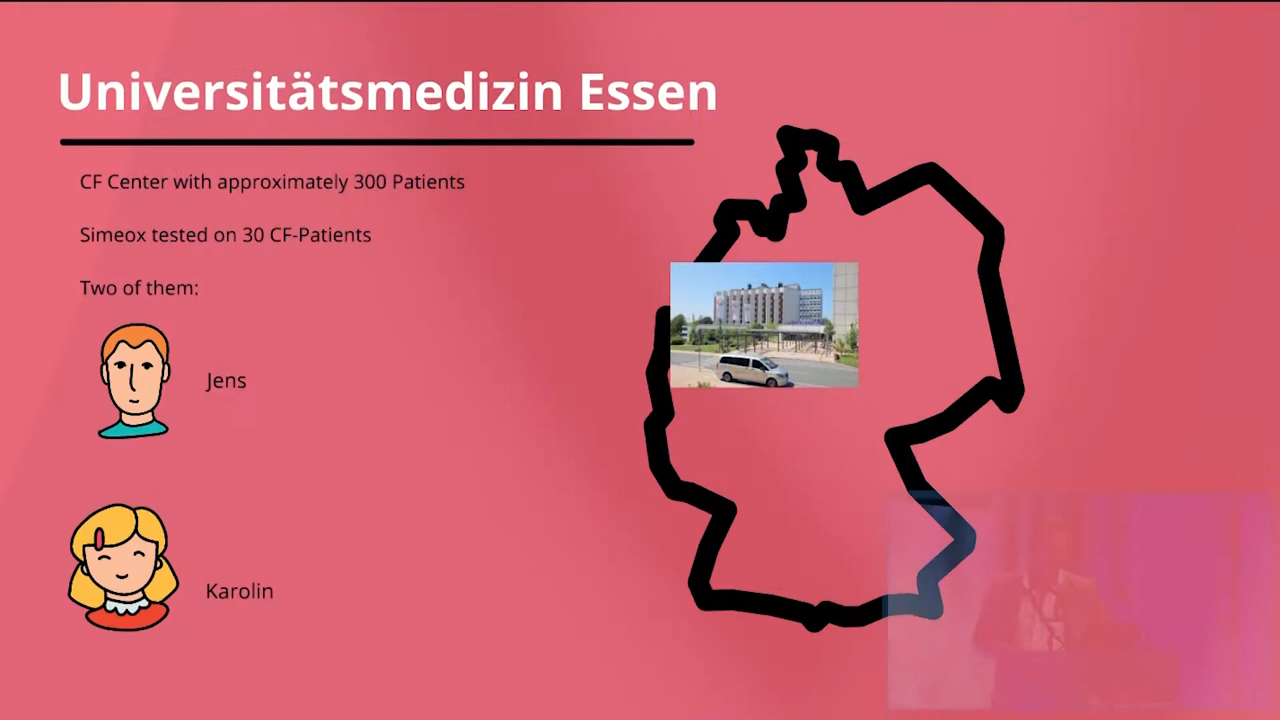 Universitätsmedizin Essen
CF Center with approximately 300 Patients
Simeox tested on 30 CF-Patients
Two of them:
Jens
Karolin